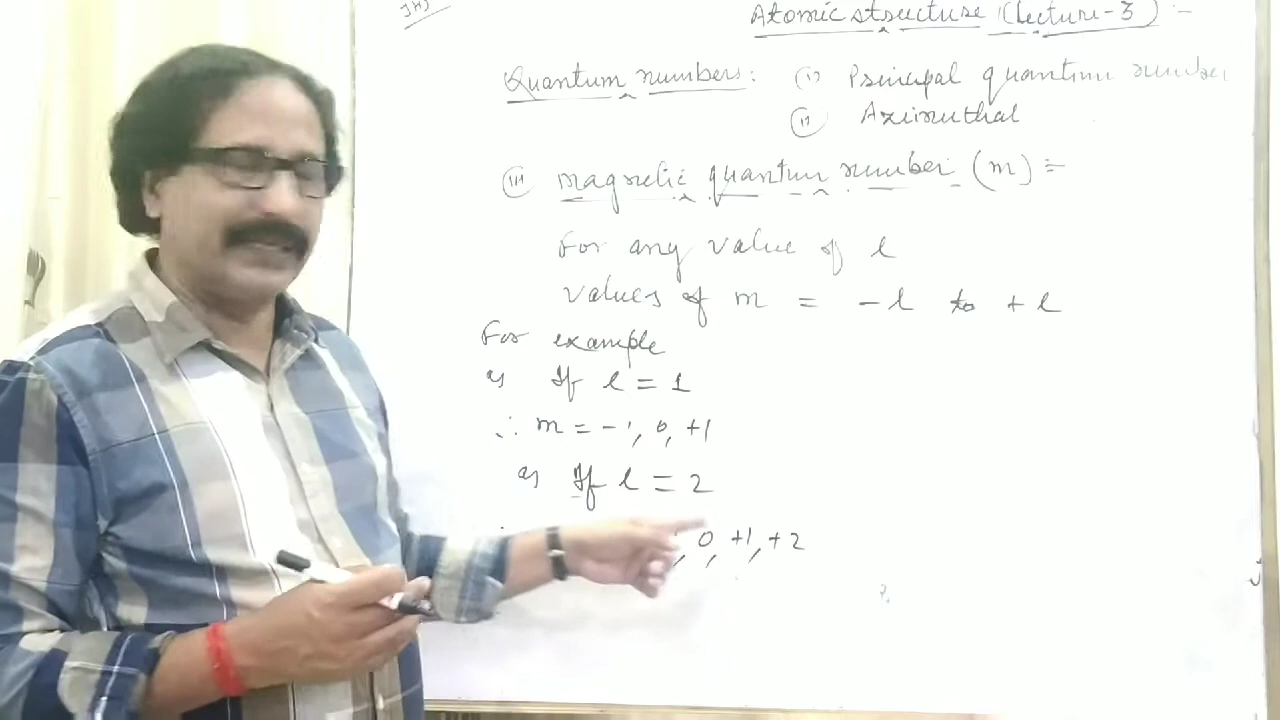 Atomic structure (Lecture-3) :-
Quantum numbers: (i) Principal quantum number
(ii) Azimuthal
(iii) magnetic quantum number (m) =
For any value of l
values of m = -l to +l
For example
If l = 1
∴ m = -1, 0, +1
If l = 2
, 0, +1, +2